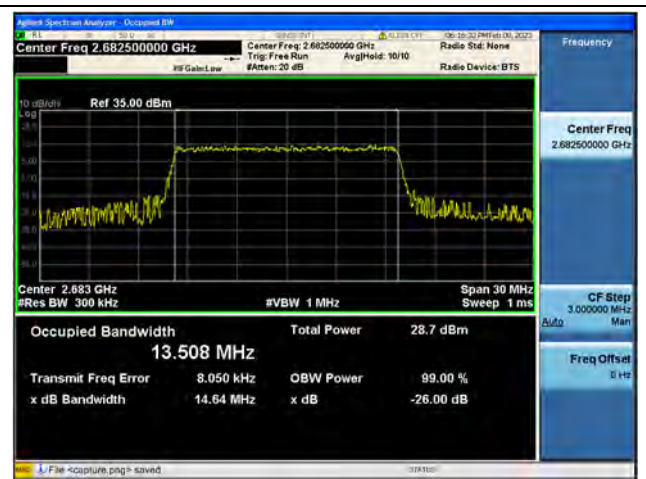 Agilent Spectrum Analyzer - Occupied BW
RL
Center Freq 2.682500000 GHz
#IFGain:Low
Center Freq: 2.682500000 GHz
Trig: Free Run
Avg|Hold: 10/10
#Atten: 20 dB
Radio Std: None
Radio Device: BTS
Frequency
10 dB/div
Ref 35.00 dBm
Log
Center Freq
2.682500000 GHz
Center 2.683 GHz
Span 30 MHz
#Res BW 300 kHz
#VBW 1 MHz
Sweep 1 ms
CF Step
3.000000 MHz
Auto Man
Occupied Bandwidth
Total Power 28.7 dBm
13.508 MHz
Freq Offset
0 Hz
Transmit Freq Error 8.050 kHz OBW Power 99.00 %
x dB Bandwidth 14.64 MHz x dB -26.00 dB
File <capture.png> saved
STATUS